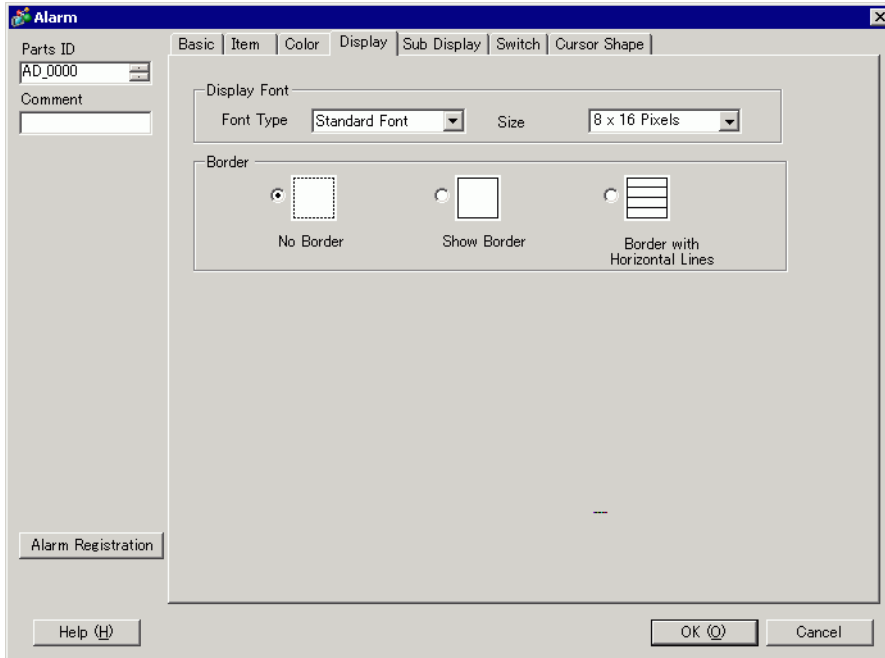 Alarm
Parts ID
AD_0000
Comment
Basic Item Color Display Sub Display Switch Cursor Shape
Display Font
Font Type Standard Font Size 8 x 16 Pixels
Border
No Border Show Border Border with
Horizontal Lines
Alarm Registration
Help (H) OK (O) Cancel